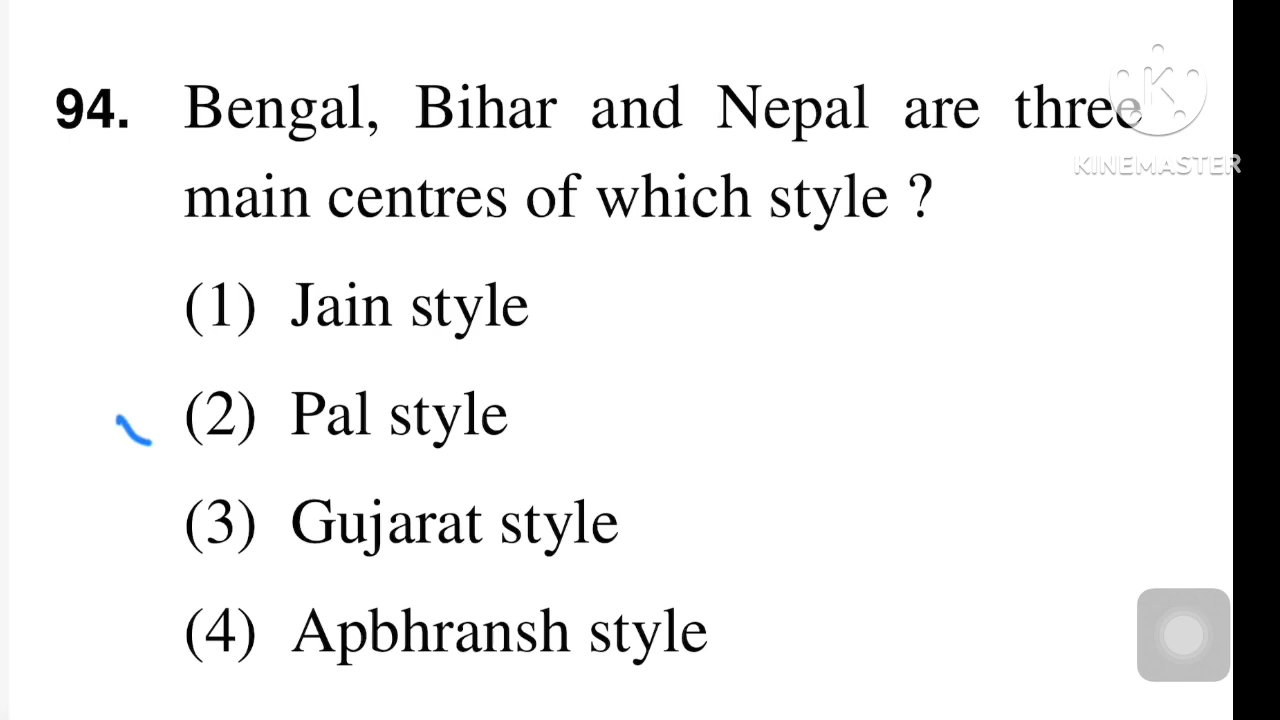 94. Bengal, Bihar and Nepal are three
KINEMASTER
main centres of which style ?
(1) Jain style
(2) Pal style
(3) Gujarat style
(4) Apbhransh style